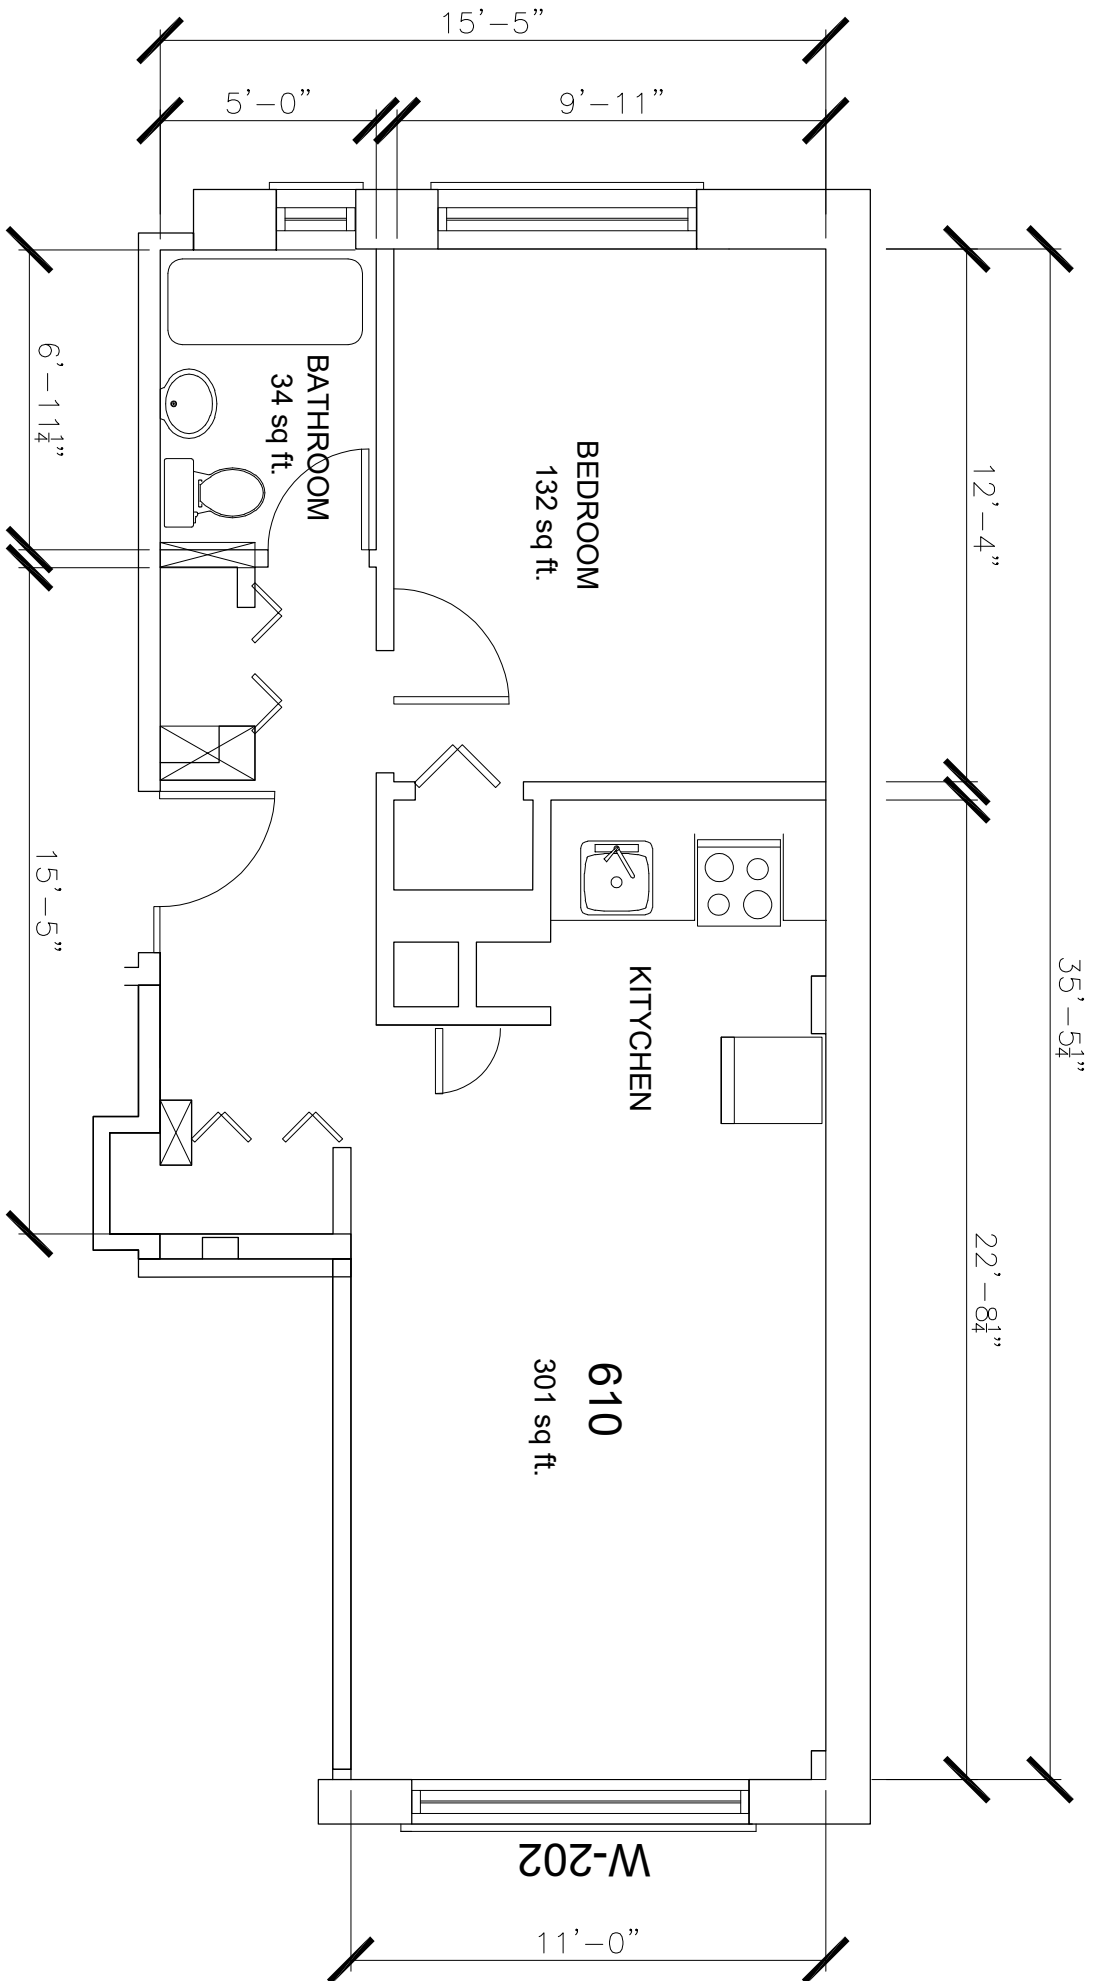 15'-5"
5'-0"
9'-11"
6'-11¼"
15'-5"
12'-4"
22'-8¼"
35'-5¼"
BATHROOM
34 sq ft.
BEDROOM
132 sq ft.
KITYCHEN
610
301 sq ft.
W-202
11'-0"